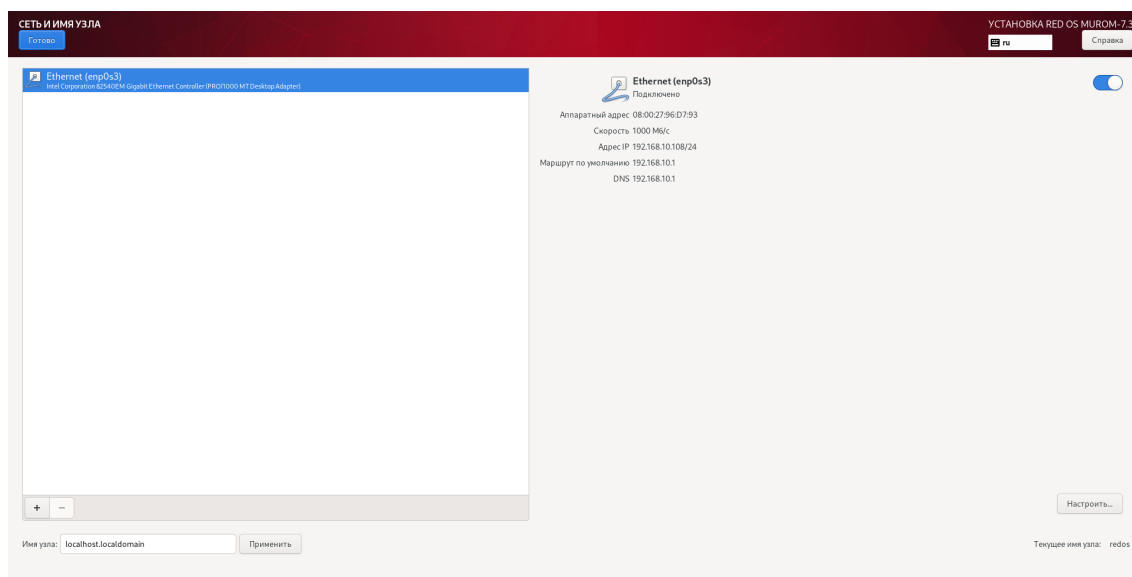 СЕТЬ И ИМЯ УЗЛА
Готово
УСТАНОВКА RED OS MUROM-7.3
ru
Справка
Ethernet (enp0s3)
Intel Corporation 82540EM Gigabit Ethernet Controller (PRO/1000 MT Desktop Adapter)
Ethernet (enp0s3)
Подключено
Аппаратный адрес 08:00:27:96:D7:93
Скорость 1000 Мб/с
Адрес IP 192.168.10.108/24
Маршрут по умолчанию 192.168.10.1
DNS 192.168.10.1
+ −
Настроить...
Имя узла: localhost.localdomain Применить
Текущее имя узла: redos